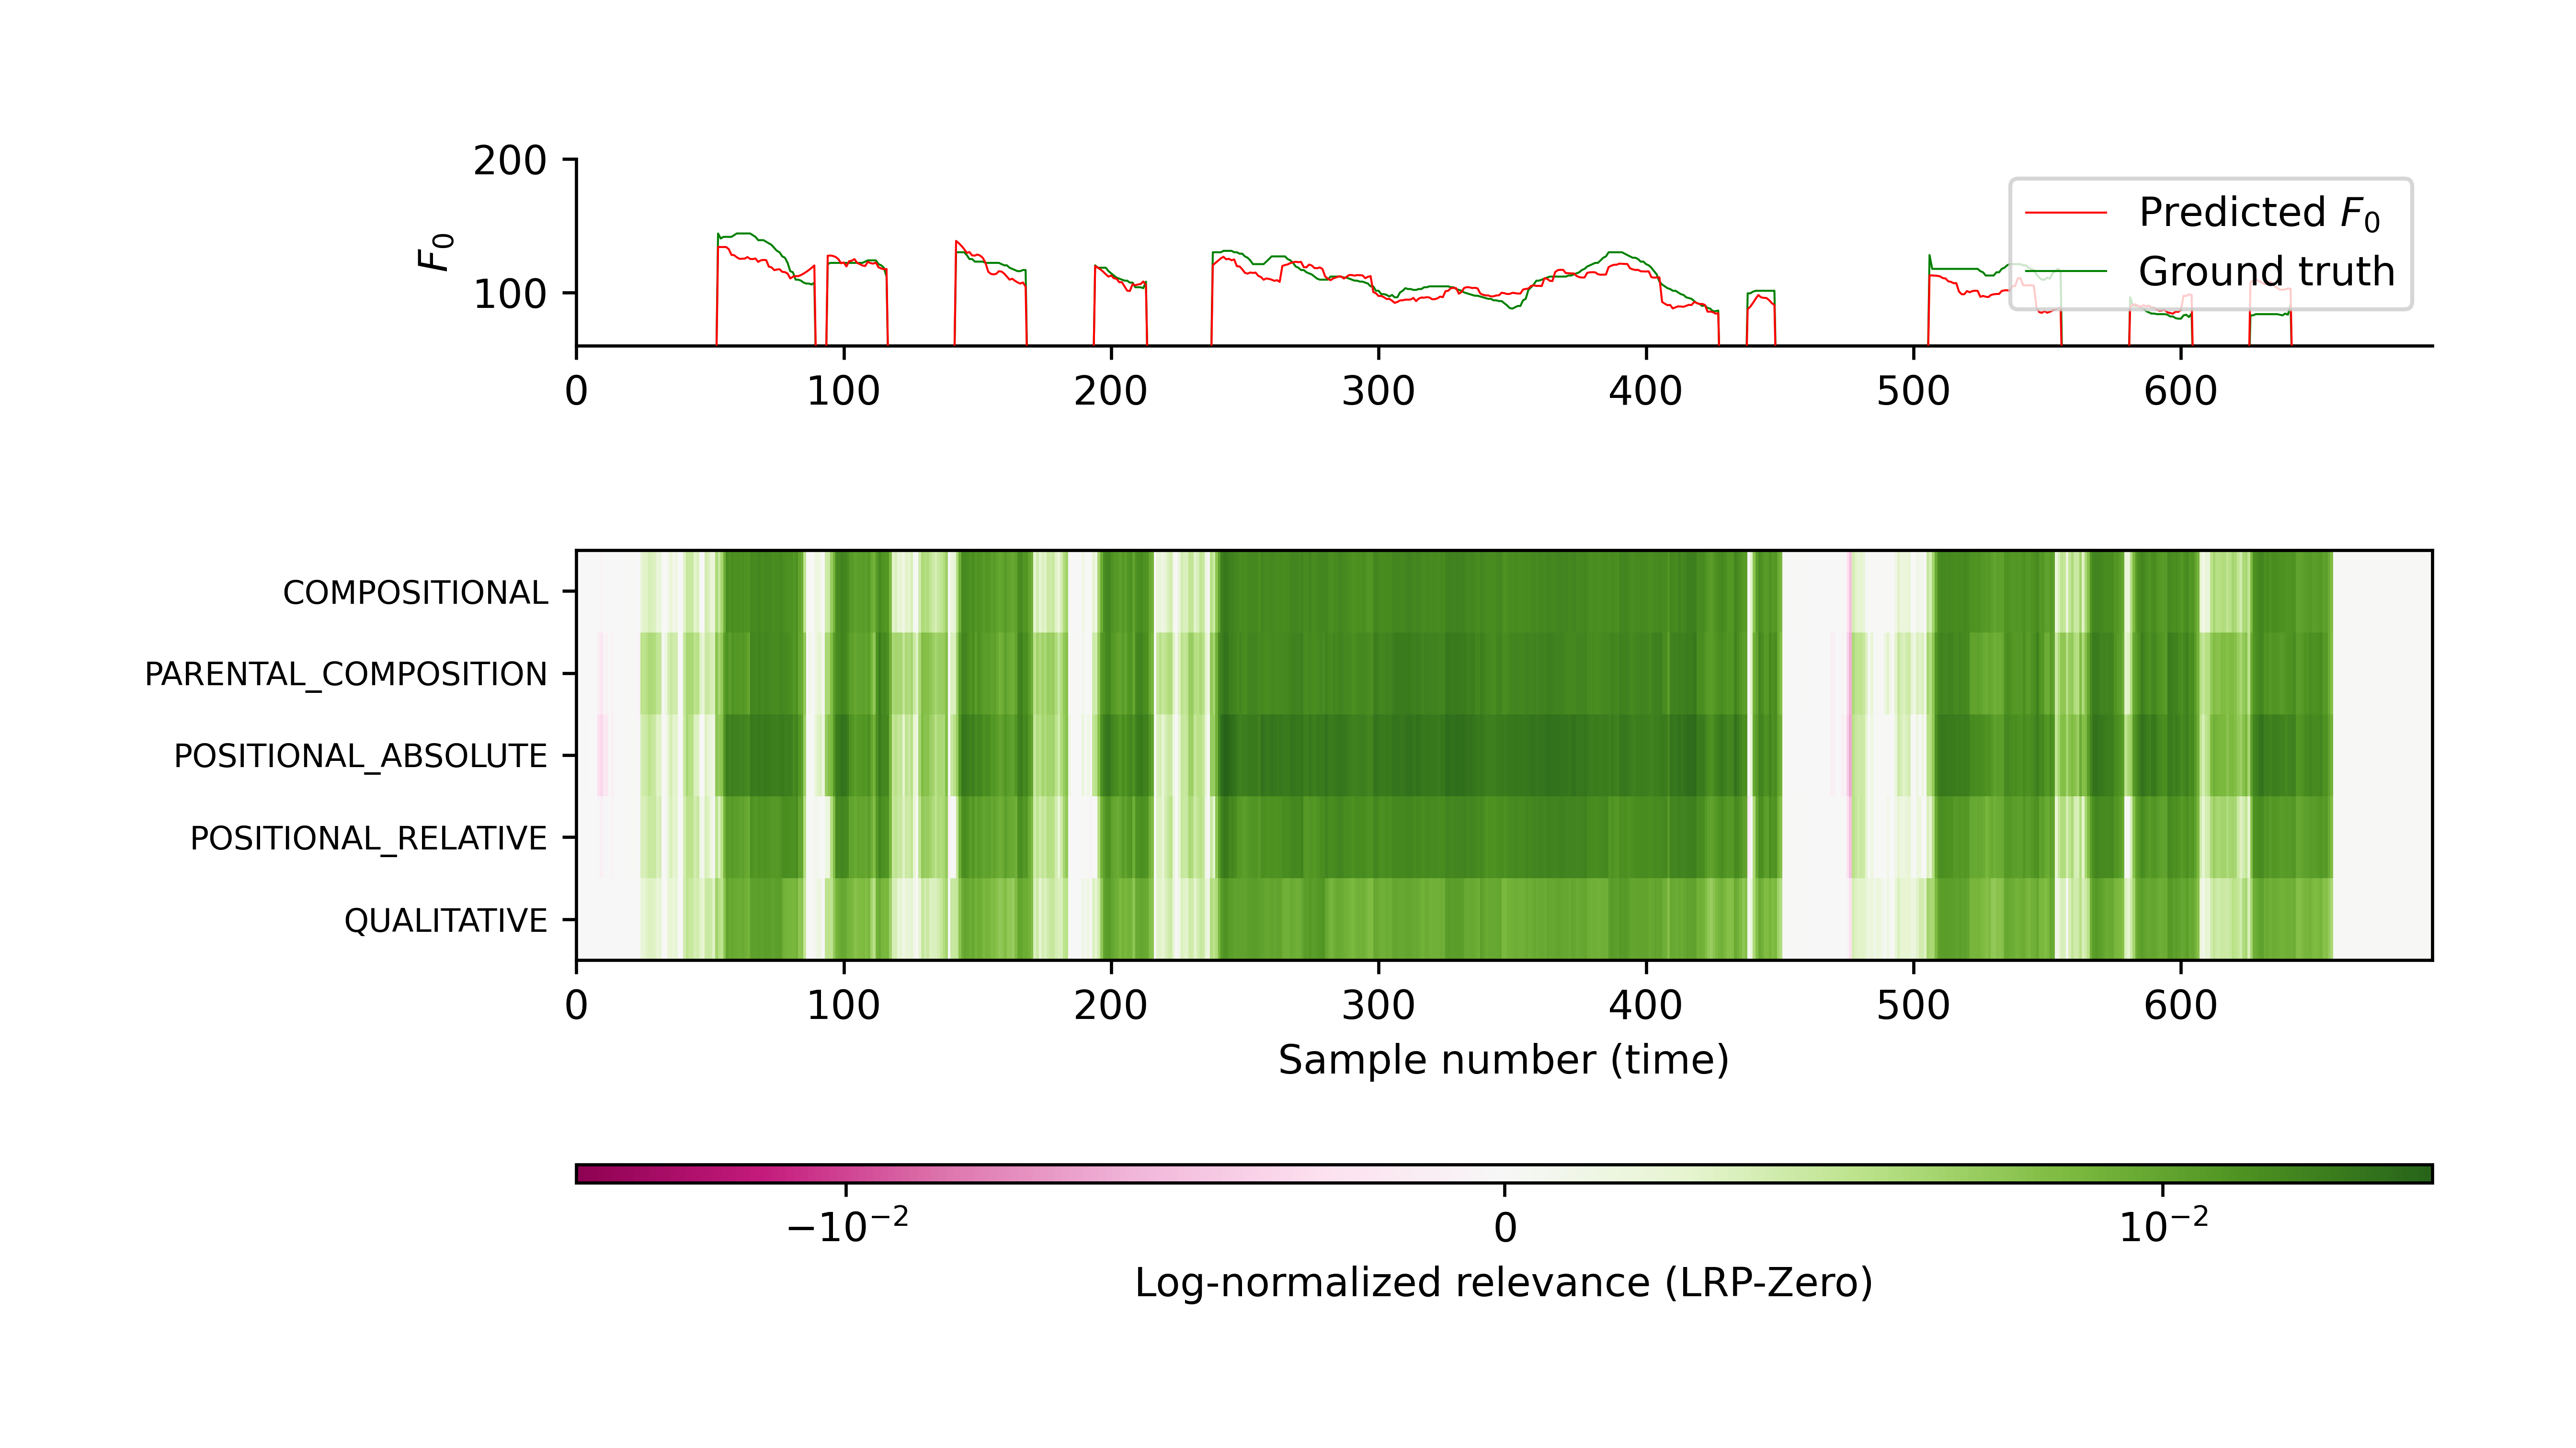 200
100
F₀
Predicted F₀
Ground truth
0 100 200 300 400 500 600
COMPOSITIONAL
PARENTAL_COMPOSITION
POSITIONAL_ABSOLUTE
POSITIONAL_RELATIVE
QUALITATIVE
0 100 200 300 400 500 600
Sample number (time)
−10⁻² 0 10⁻²
Log-normalized relevance (LRP-Zero)